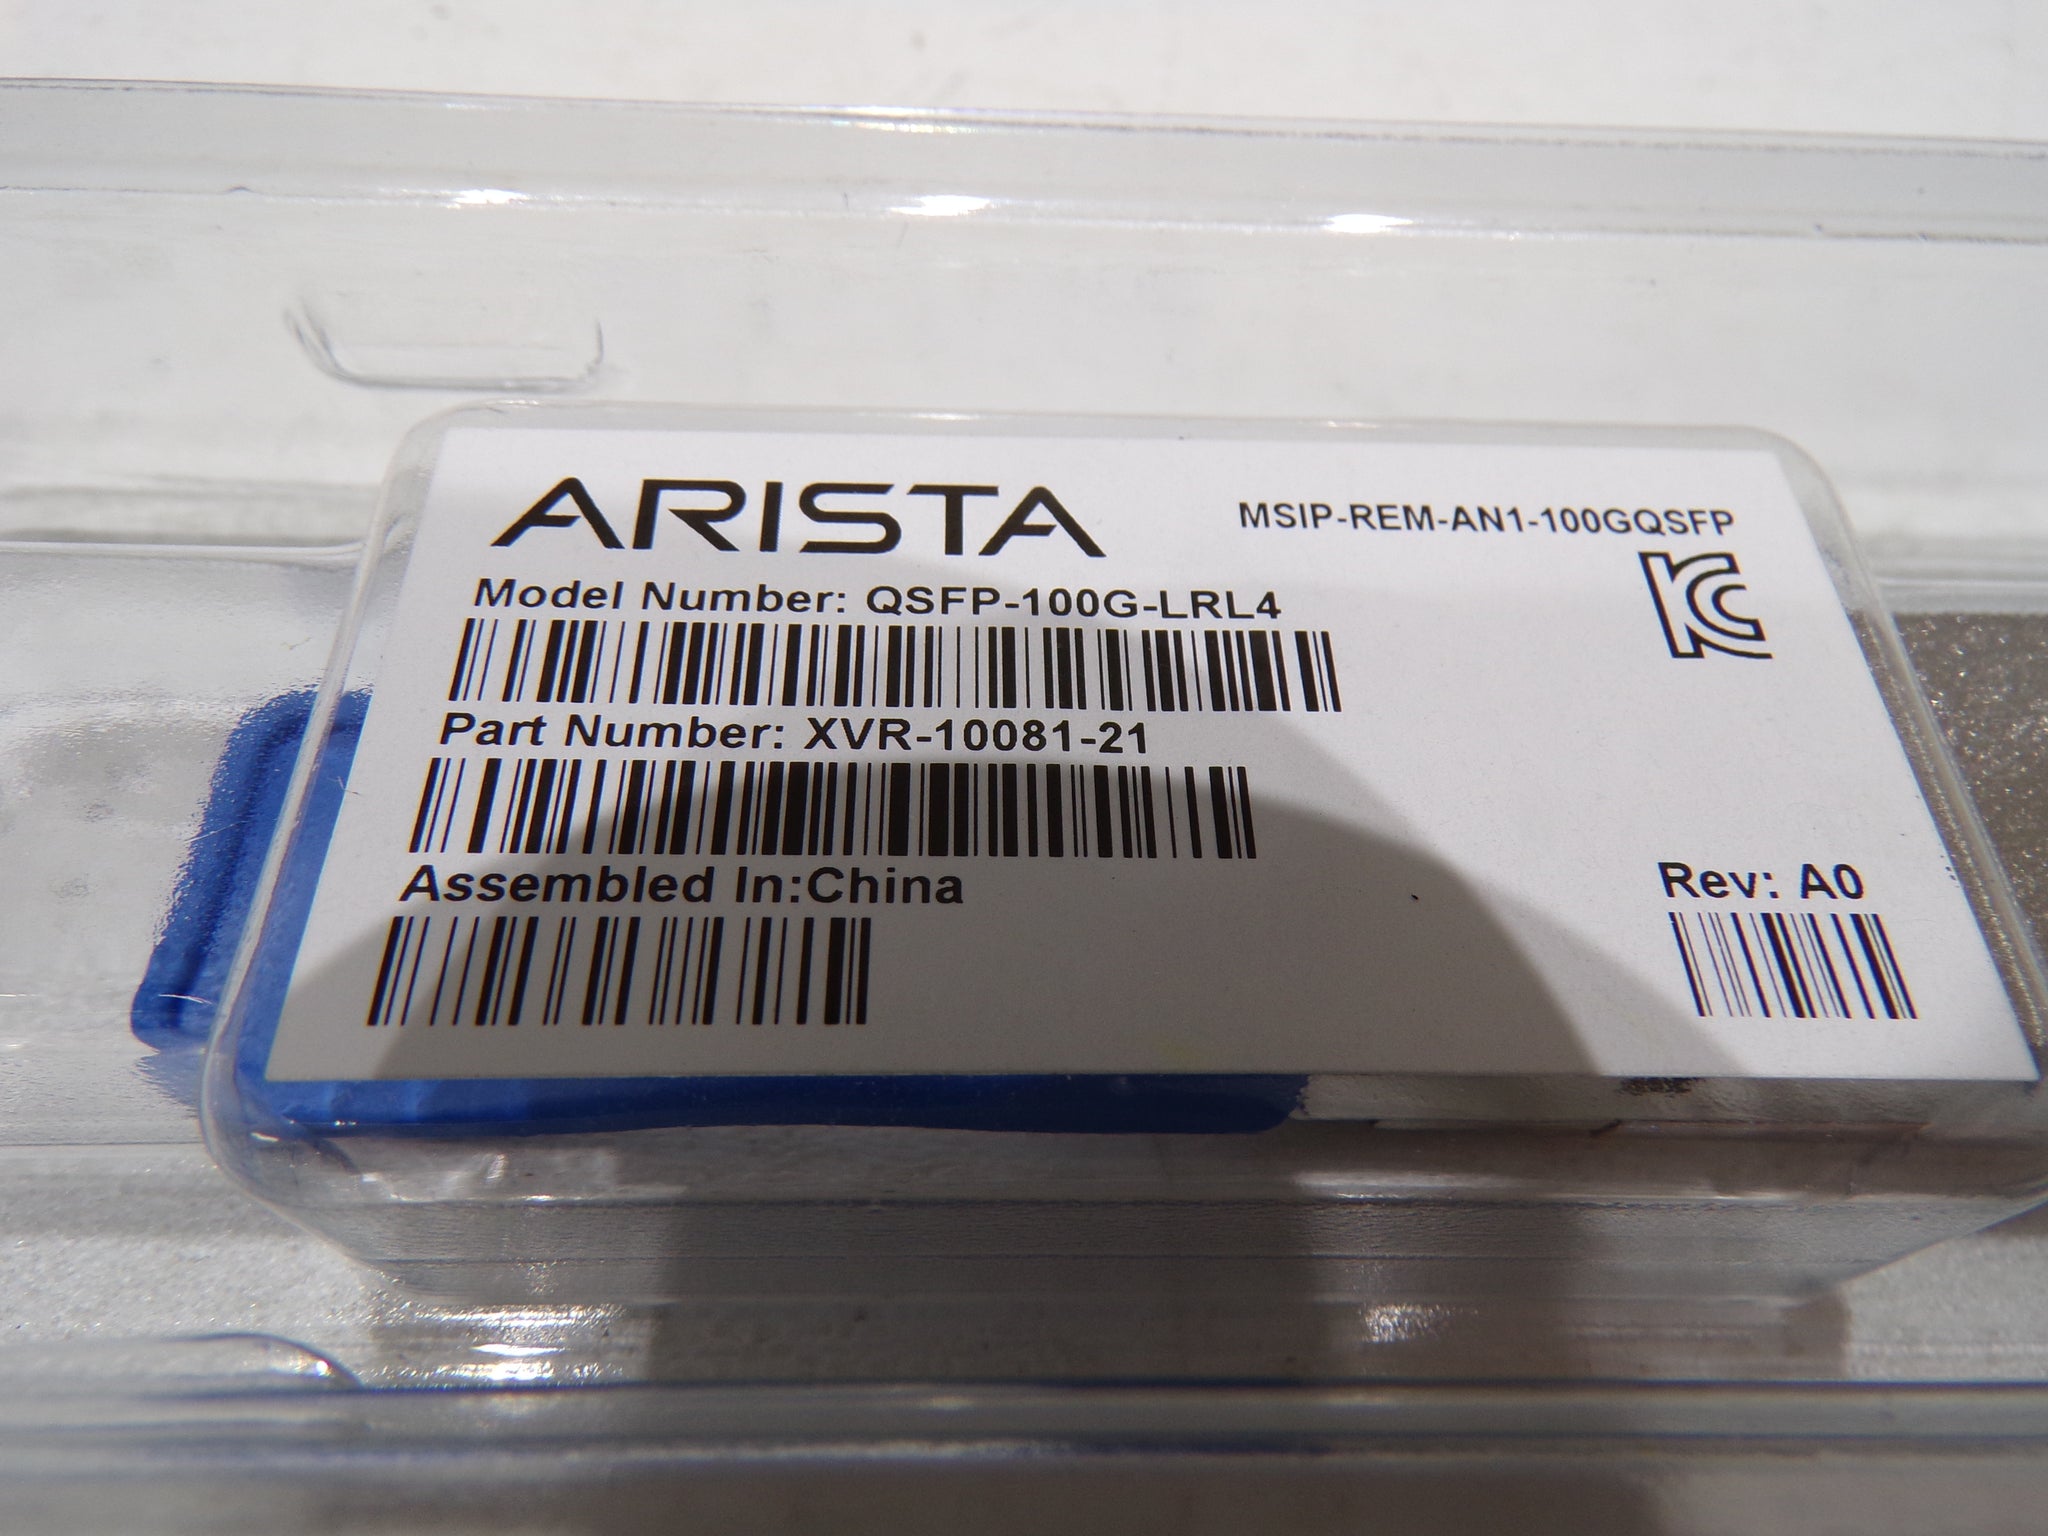 ARISTA
MSIP-REM-AN1-100GQSFP
Model Number: QSFP-100G-LRL4
Part Number: XVR-10081-21
Assembled In:China
Rev: A0